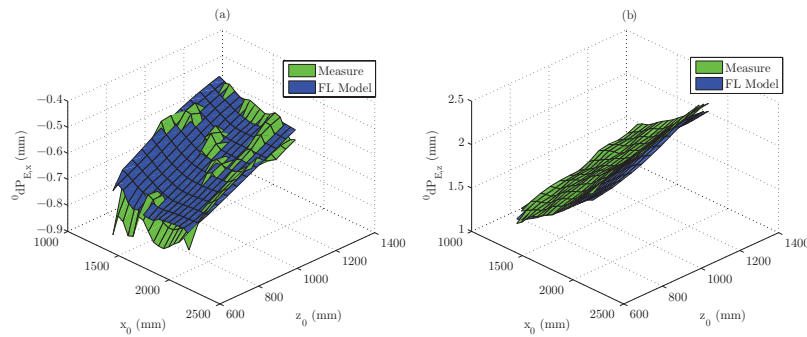 (a)
Measure
FL Model
−0.4
−0.5
−0.6
−0.7
−0.8
−0.9
⁰dP_E,x (mm)
1000
1500
2000
2500
x₀ (mm)
600
800
1000
1200
1400
z₀ (mm)
(b)
Measure
FL Model
2.5
2
1.5
1
⁰dP_E,z (mm)
1000
1500
2000
2500
x₀ (mm)
600
800
1000
1200
1400
z₀ (mm)